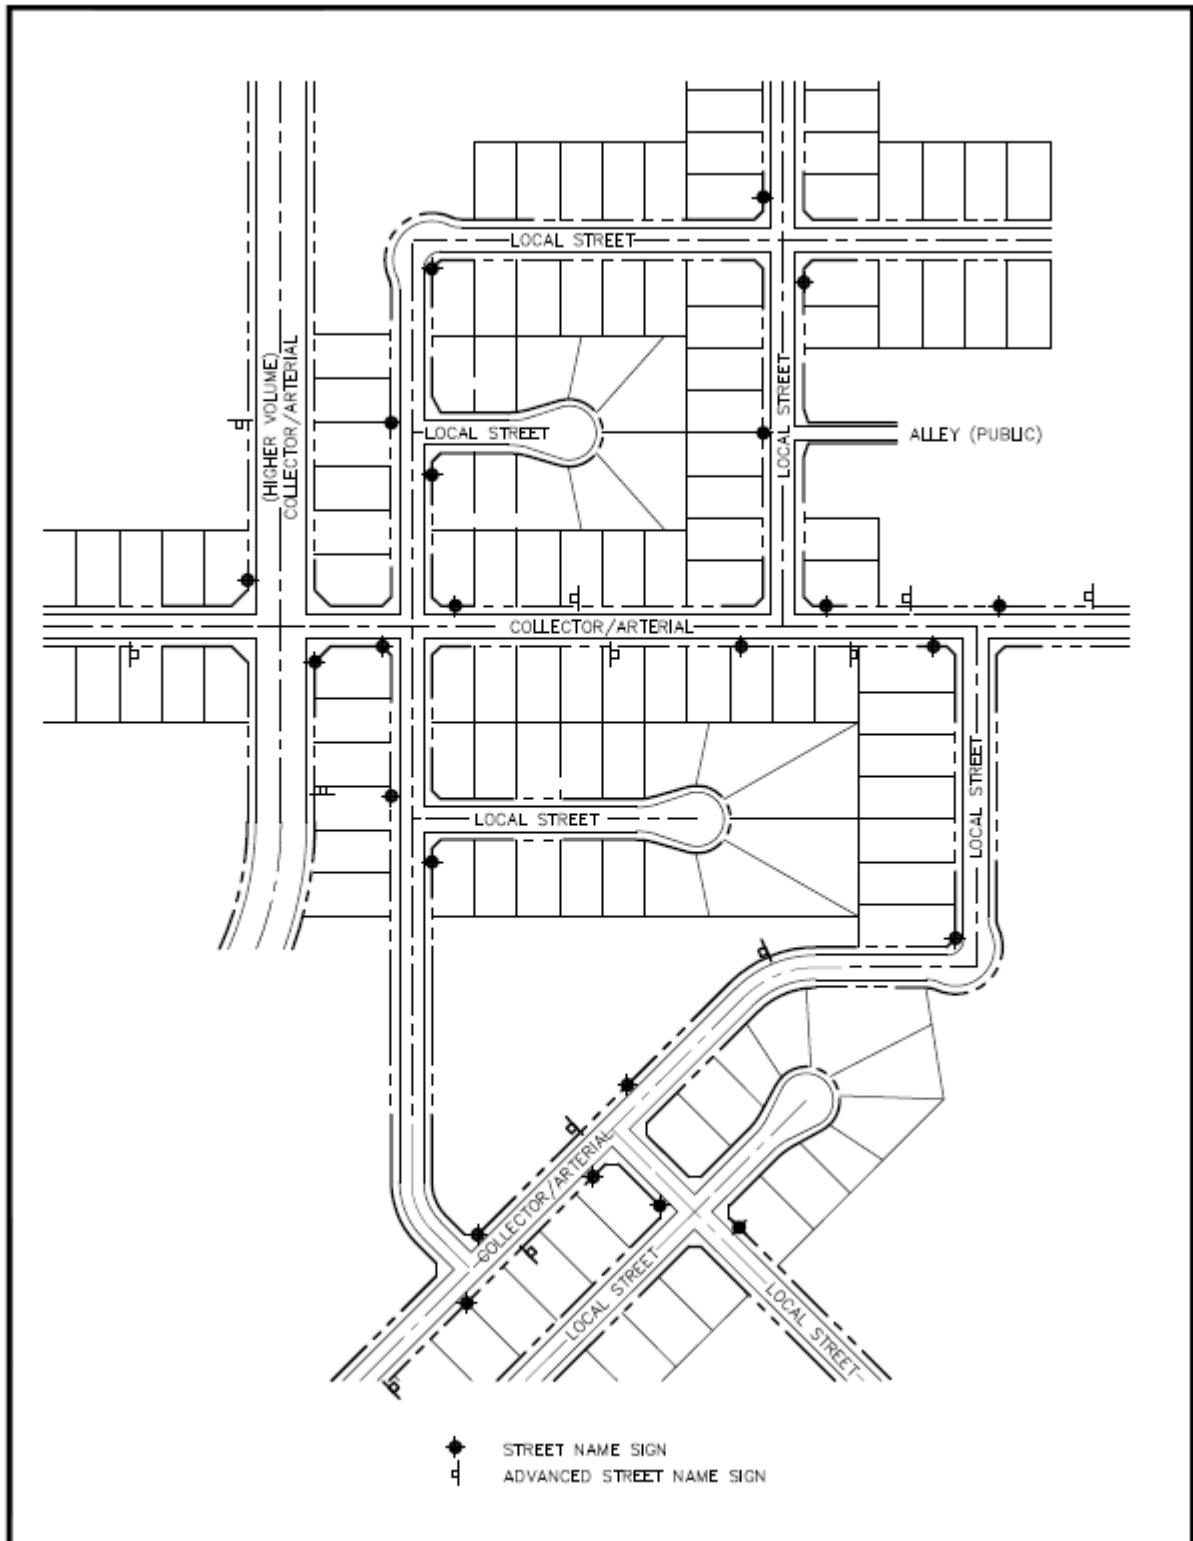 LOCAL STREET
(HIGHER VOLUME)
COLLECTOR/ARTERIAL
LOCAL STREET
LOCAL STREET
ALLEY (PUBLIC)
COLLECTOR/ARTERIAL
LOCAL STREET
LOCAL STREET
COLLECTOR/ARTERIAL
LOCAL STREET
LOCAL STREET
STREET NAME SIGN
ADVANCED STREET NAME SIGN